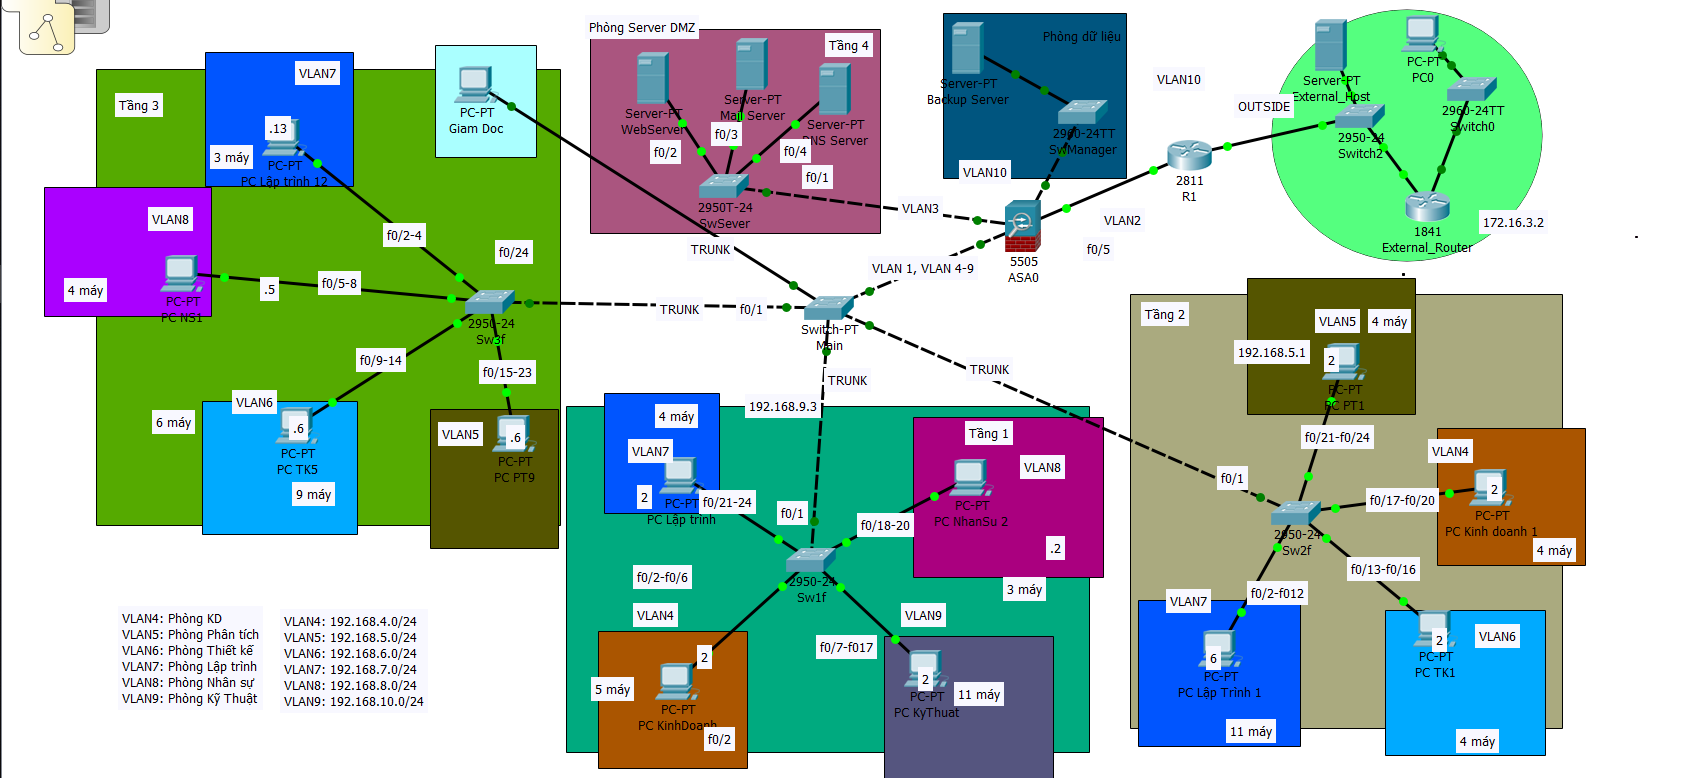 Tầng 3
VLAN7
.13
3 máy
PC-PT
PC Lập trình 12
VLAN8
4 máy
PC-PT
PC NS1
.5
f0/5-8
f0/2-4
f0/24
2950-24
Sw3f
f0/9-14
f0/15-23
VLAN6
6 máy
.6
PC-PT
PC TK5
9 máy
VLAN5
.6
PC-PT
PC PT9
PC-PT
Giam Doc
Phòng Server DMZ
Tầng 4
Server-PT
WebServer
Server-PT
Mail Server
Server-PT
DNS Server
f0/2
f0/3
f0/4
f0/1
2950T-24
SwSever
VLAN3
TRUNK
Phòng dữ liệu
Server-PT
Backup Server
2960-24TT
SwManager
VLAN10
5505
ASA0
VLAN2
f0/5
VLAN 1, VLAN 4-9
VLAN10
2811
R1
OUTSIDE
Server-PT
External_Host
PC-PT
PC0
2950-24
Switch2
2960-24TT
Switch0
1841
External_Router
172.16.3.2
TRUNK
f0/1
Switch-PT
Main
TRUNK
TRUNK
192.168.9.3
4 máy
VLAN7
2
PC-PT
PC Lập trình
f0/21-24
f0/1
Tầng 1
VLAN8
PC-PT
PC NhanSu 2
f0/18-20
.2
3 máy
2950-24
Sw1f
f0/2-f0/6
VLAN4
2
5 máy
PC-PT
PC KinhDoanh
f0/2
VLAN9
f0/7-f017
2
11 máy
PC-PT
PC KyThuat
Tầng 2
VLAN5
4 máy
192.168.5.1
2
PC-PT
PC PT1
f0/21-f0/24
VLAN4
f0/1
f0/17-f0/20
2
PC-PT
PC Kinh doanh 1
4 máy
2950-24
Sw2f
f0/13-f0/16
f0/2-f012
VLAN7
6
PC-PT
PC Lập Trình 1
11 máy
2
VLAN6
PC-PT
PC TK1
4 máy
VLAN4: Phòng KD
VLAN5: Phòng Phân tích
VLAN6: Phòng Thiết kế
VLAN7: Phòng Lập trình
VLAN8: Phòng Nhân sự
VLAN9: Phòng Kỹ Thuật
VLAN4: 192.168.4.0/24
VLAN5: 192.168.5.0/24
VLAN6: 192.168.6.0/24
VLAN7: 192.168.7.0/24
VLAN8: 192.168.8.0/24
VLAN9: 192.168.10.0/24